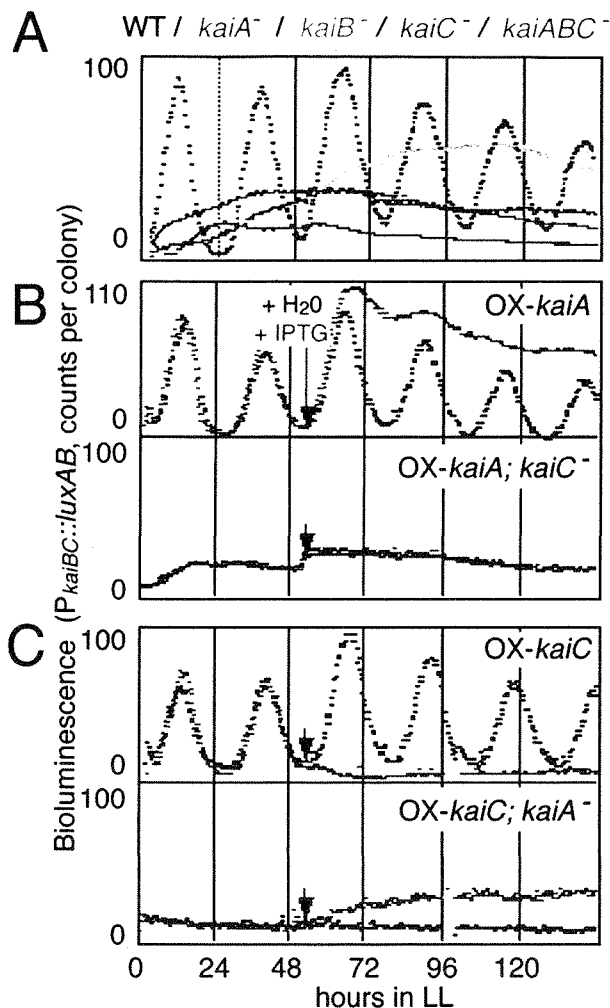 A
WT / kaiA- / kaiB- / kaiC- / kaiABC-
100
0
B
110
+ H20
+ IPTG
OX-kaiA
0
100
OX-kaiA; kaiC-
0
C
100
OX-kaiC
0
100
OX-kaiC; kaiA-
0
0 24 48 72 96 120
hours in LL
Bioluminescence (PkaiBC::luxAB, counts per colony)